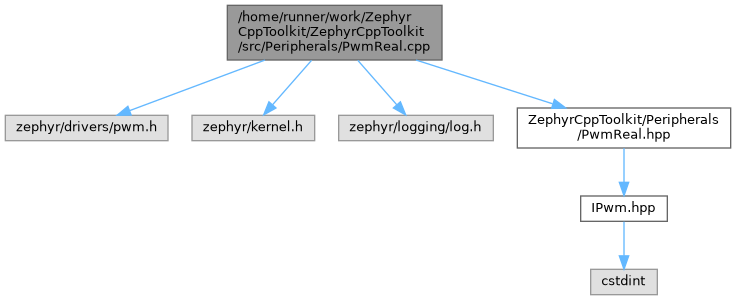 /home/runner/work/Zephyr
CppToolkit/ZephyrCppToolkit
/src/Peripherals/PwmReal.cpp
zephyr/drivers/pwm.h
zephyr/kernel.h
zephyr/logging/log.h
ZephyrCppToolkit/Peripherals
/PwmReal.hpp
IPwm.hpp
cstdint